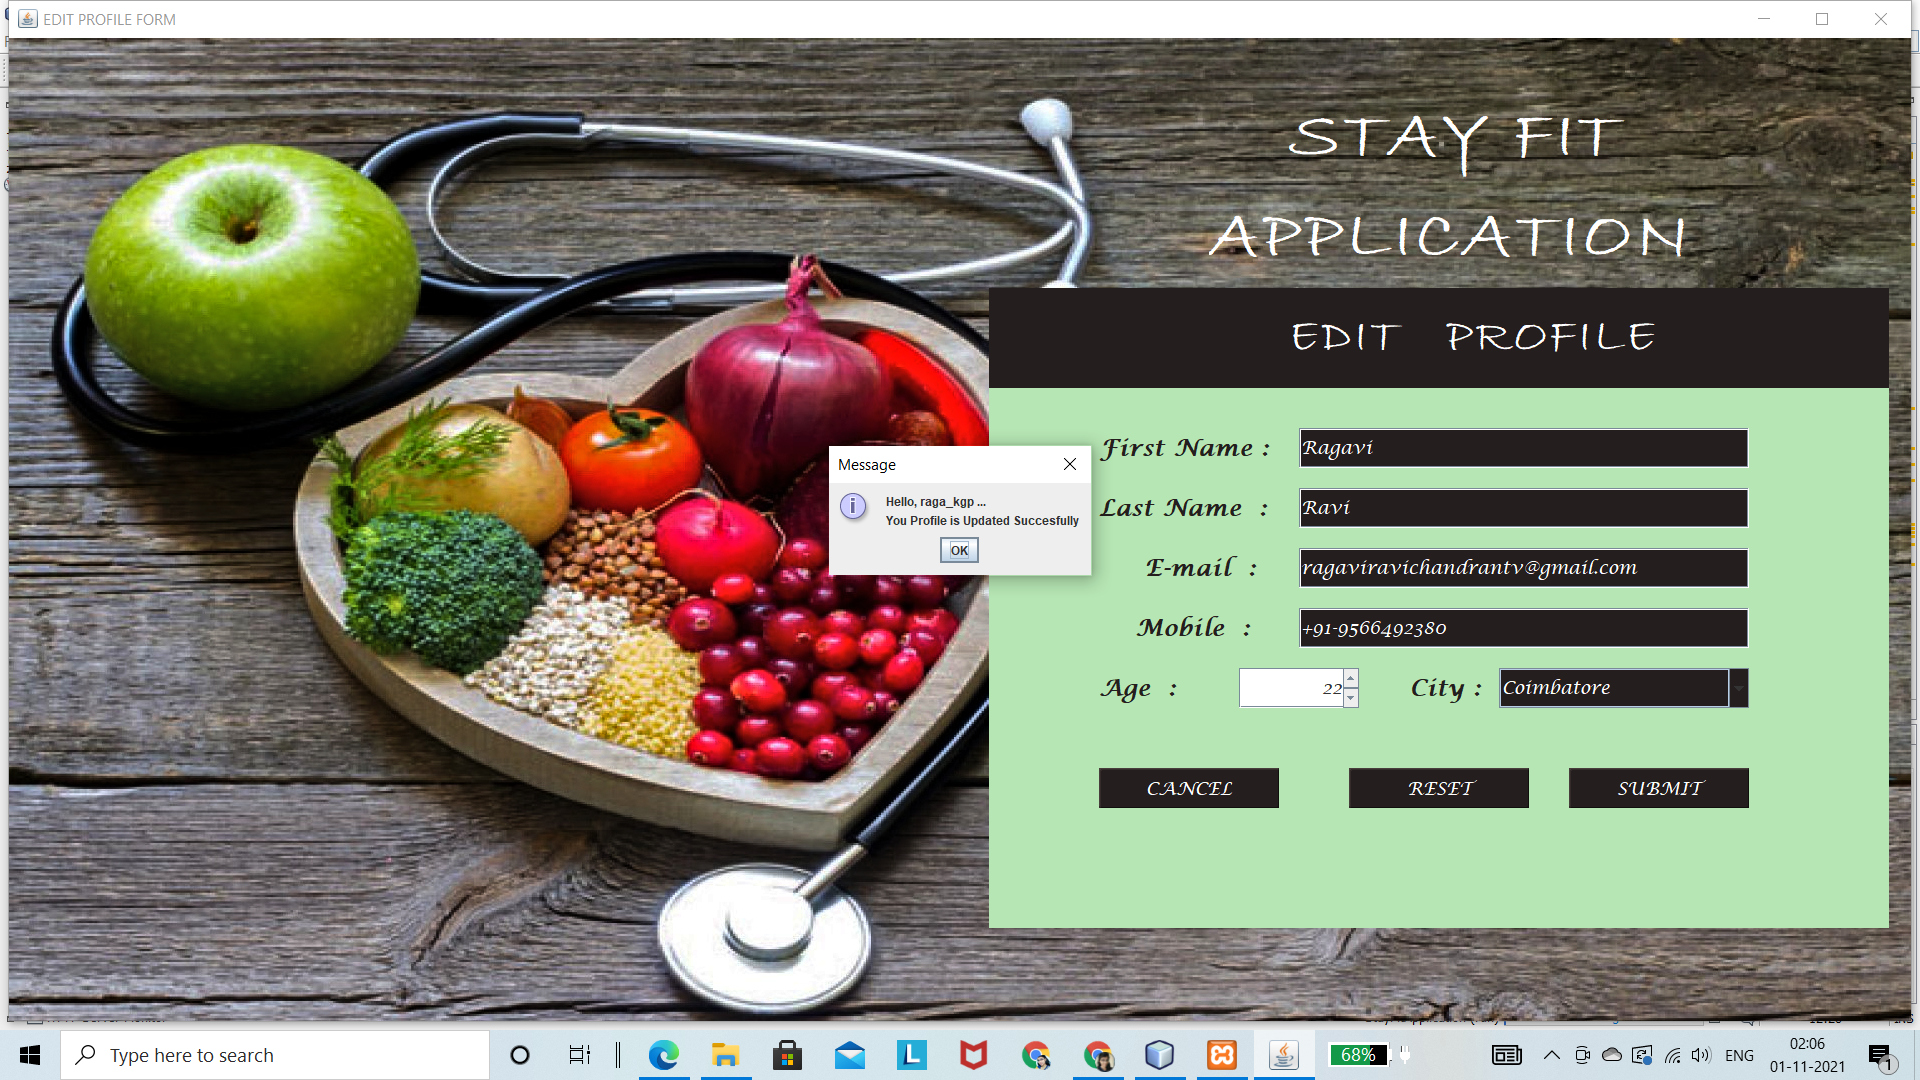 EDIT PROFILE FORM
STAY FIT
APPLICATION
EDIT PROFILE
First Name : Ragavi
Last Name : Ravi
E-mail : ragaviravichandrantv@gmail.com
Mobile : +91-9566492380
Age : 22 City : Coimbatore
CANCEL RESET SUBMIT
Message
Hello, raga_kgp ...
You Profile is Updated Succesfully
OK
Type here to search
L
68%
ENG
02:06
01-11-2021
1